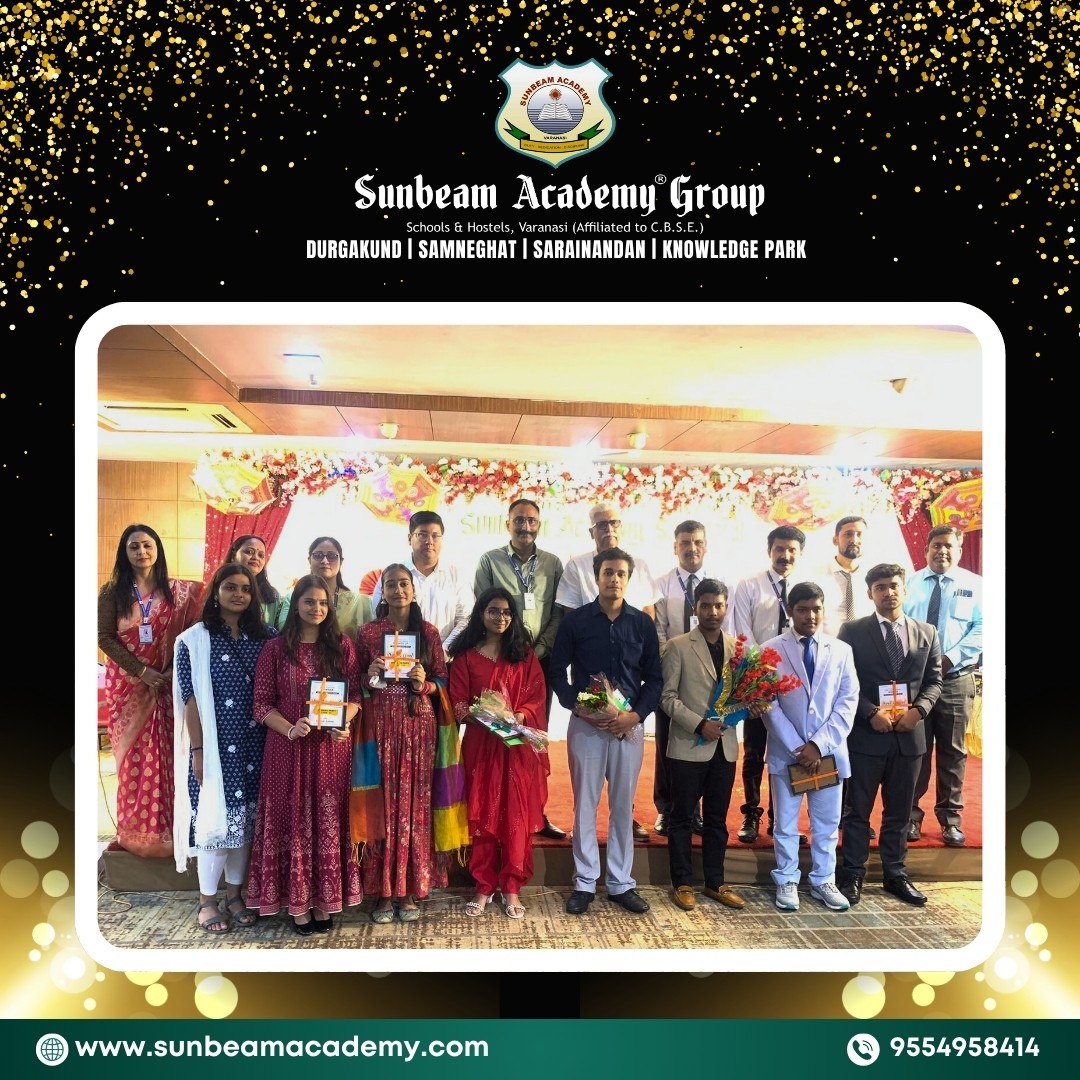 SUNBEAM ACADEMY
VARANASI
Sunbeam Academy® Group
Schools & Hostels, Varanasi (Affiliated to C.B.S.E.)
DURGAKUND | SAMNEGHAT | SARAINANDAN | KNOWLEDGE PARK
www.sunbeamacademy.com
9554958414